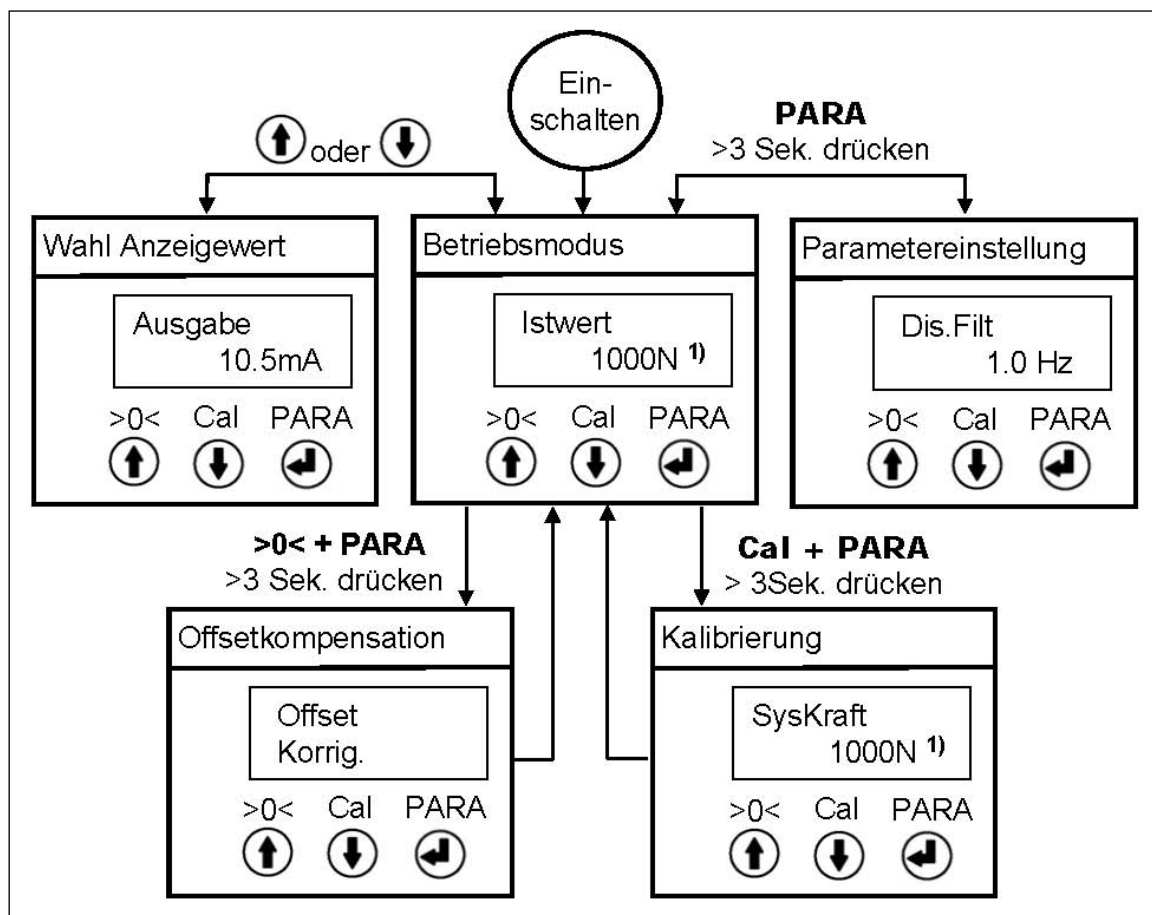 Ein-
schalten
oder
PARA
>3 Sek. drücken
Wahl Anzeigewert
Ausgabe
10.5mA
>0< Cal PARA
Betriebsmodus
Istwert
1000N 1)
>0< Cal PARA
Parametereinstellung
Dis.Filt
1.0 Hz
>0< Cal PARA
>0< + PARA
>3 Sek. drücken
Cal + PARA
> 3Sek. drücken
Offsetkompensation
Offset
Korrig.
>0< Cal PARA
Kalibrierung
SysKraft
1000N 1)
>0< Cal PARA